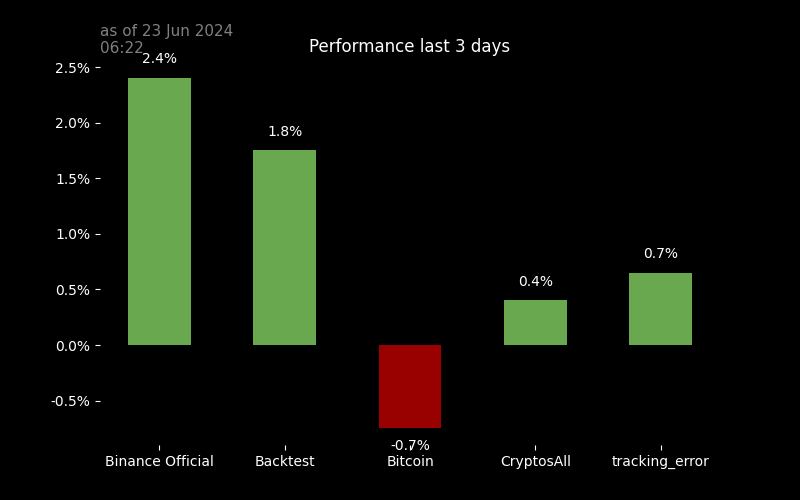 as of 23 Jun 2024
06:22
Performance last 3 days
2.5%
2.0%
1.5%
1.0%
0.5%
0.0%
-0.5%
2.4%
1.8%
-0.7%
0.4%
0.7%
Binance Official
Backtest
Bitcoin
CryptosAll
tracking_error